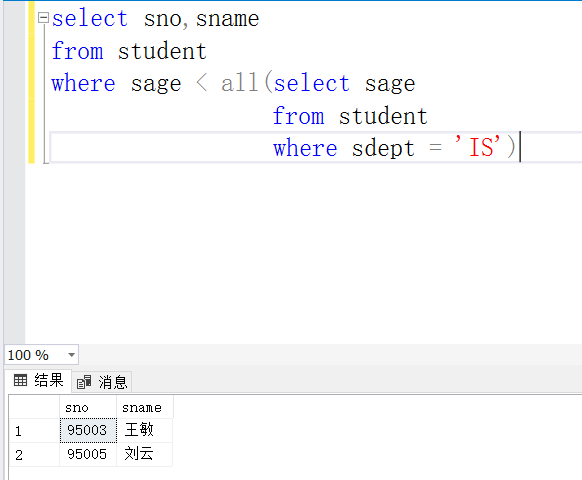 select sno,sname
from student
where sage < all(select sage
from student
where sdept = 'IS')
100 %
结果 消息
sno sname
1 95003 王敏
2 95005 刘云